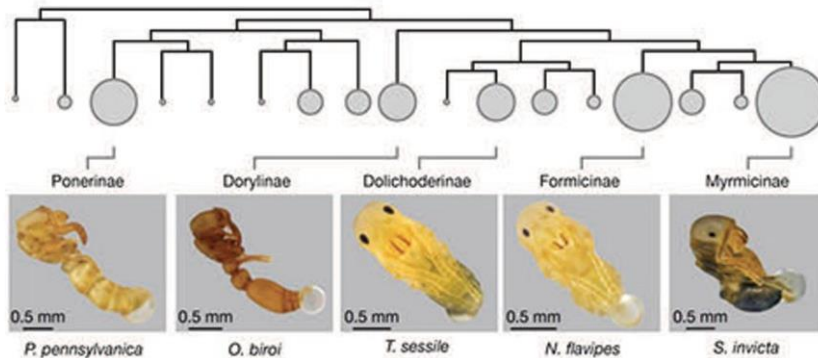 Ponerinae Dorylinae Dolichoderinae Formicinae Myrmicinae
0.5 mm 0.5 mm 0.5 mm 0.5 mm 0.5 mm
P. pennsylvanica O. biroi T. sessile N. flavipes S. invicta